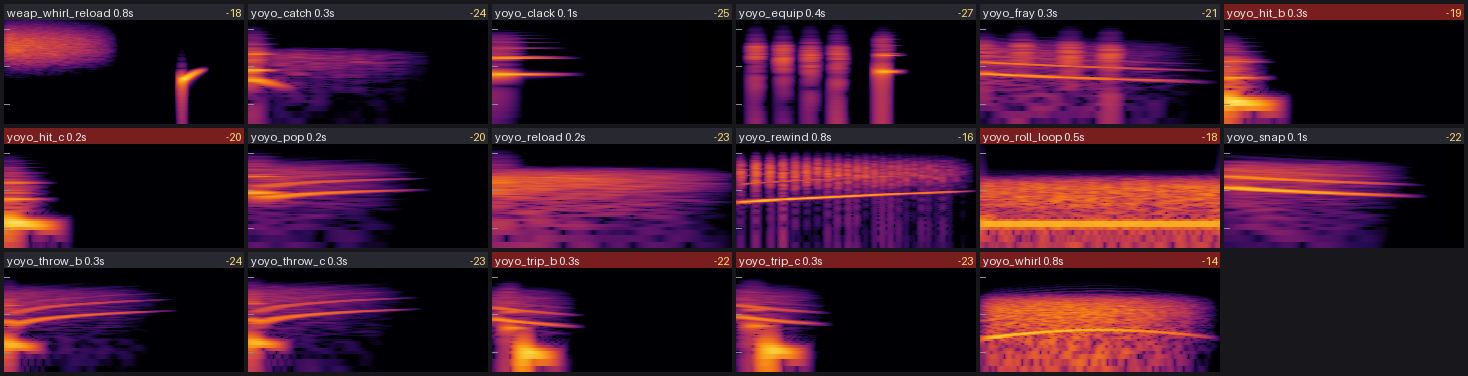 weap_whirl_reload 0.8s -18
yoyo_catch 0.3s -24
yoyo_clack 0.1s -25
yoyo_equip 0.4s -27
yoyo_fray 0.3s -21
yoyo_hit_b 0.3s -19
yoyo_hit_c 0.2s -20
yoyo_pop 0.2s -20
yoyo_reload 0.2s -23
yoyo_rewind 0.8s -16
yoyo_roll_loop 0.5s -18
yoyo_snap 0.1s -22
yoyo_throw_b 0.3s -24
yoyo_throw_c 0.3s -23
yoyo_trip_b 0.3s -22
yoyo_trip_c 0.3s -23
yoyo_whirl 0.8s -14